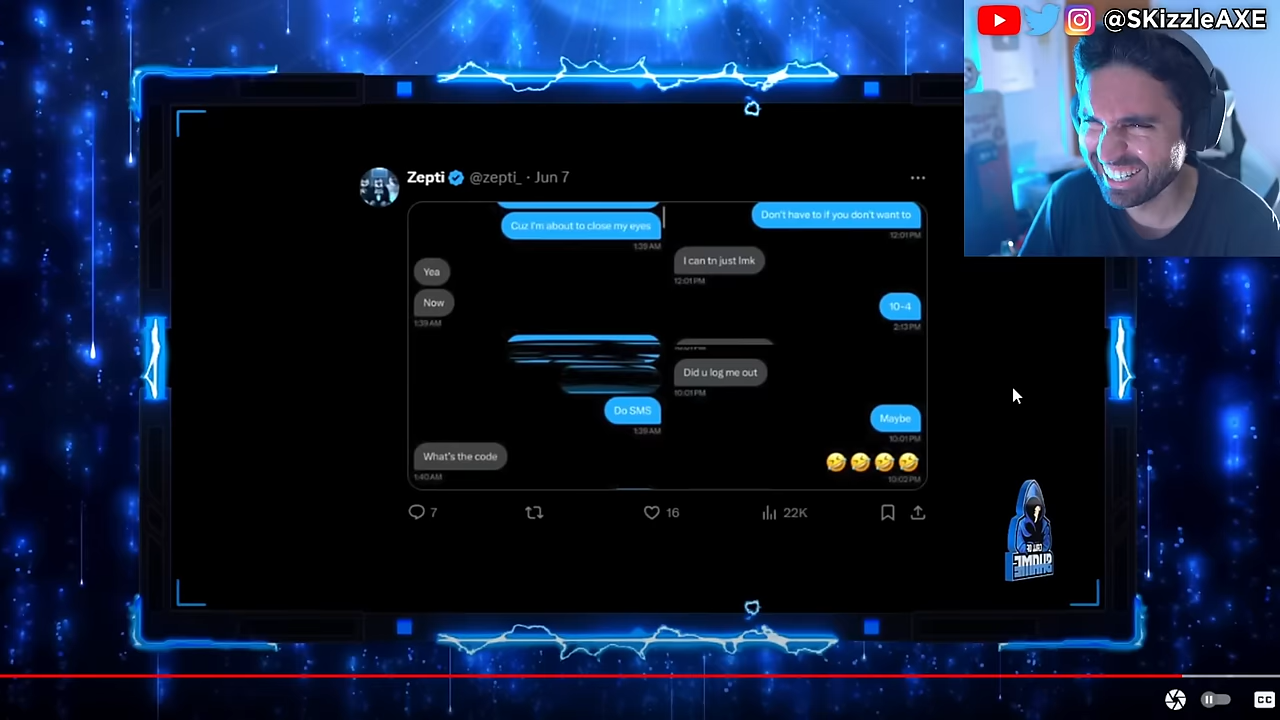 @SKizzleAXE
Zepti @zepti_ · Jun 7
Cuz I'm about to close my eyes
1:39 AM
Yea
Now
1:39 AM
Do SMS
1:39 AM
What's the code
1:40 AM
Don't have to if you don't want to
12:01 PM
I can tn just lmk
12:01 PM
10-4
2:13 PM
Did u log me out
10:01 PM
Maybe
10:01 PM
🤣🤣🤣🤣
10:02 PM
7 16 22K
SHAME
CC